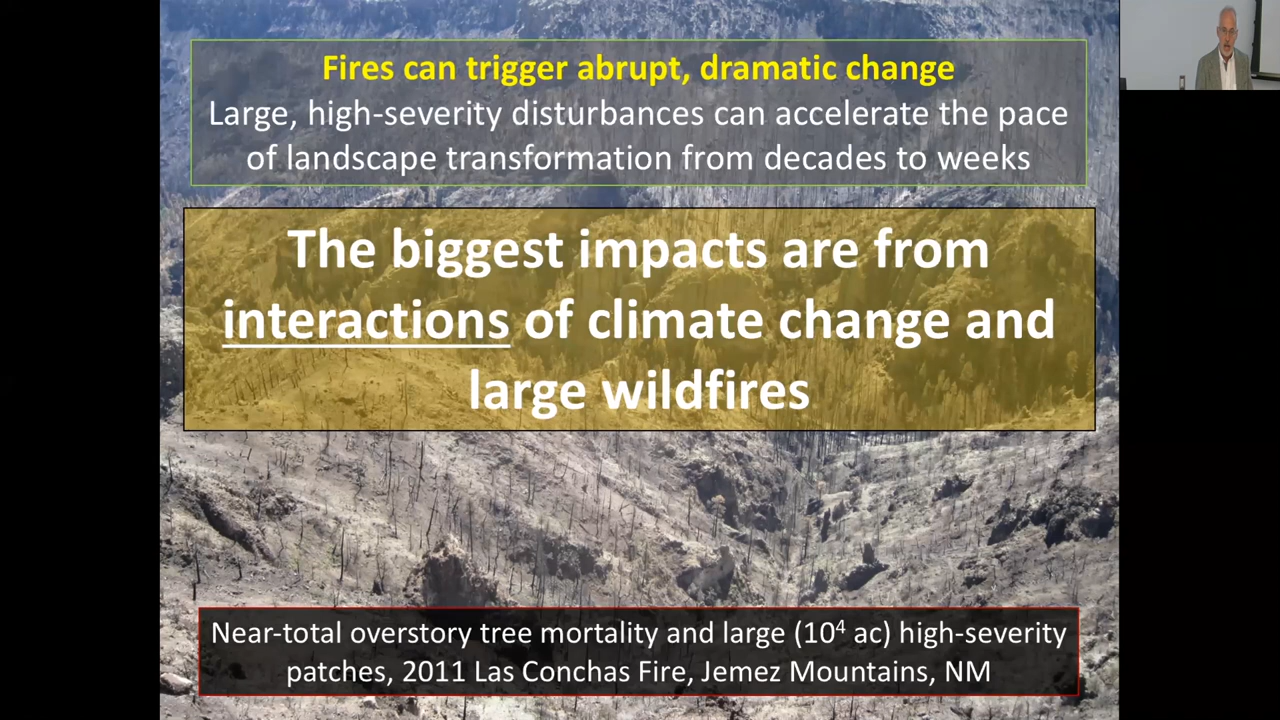 Fires can trigger abrupt, dramatic change
Large, high-severity disturbances can accelerate the pace
of landscape transformation from decades to weeks
The biggest impacts are from
interactions of climate change and
large wildfires
Near-total overstory tree mortality and large (10⁴ ac) high-severity
patches, 2011 Las Conchas Fire, Jemez Mountains, NM